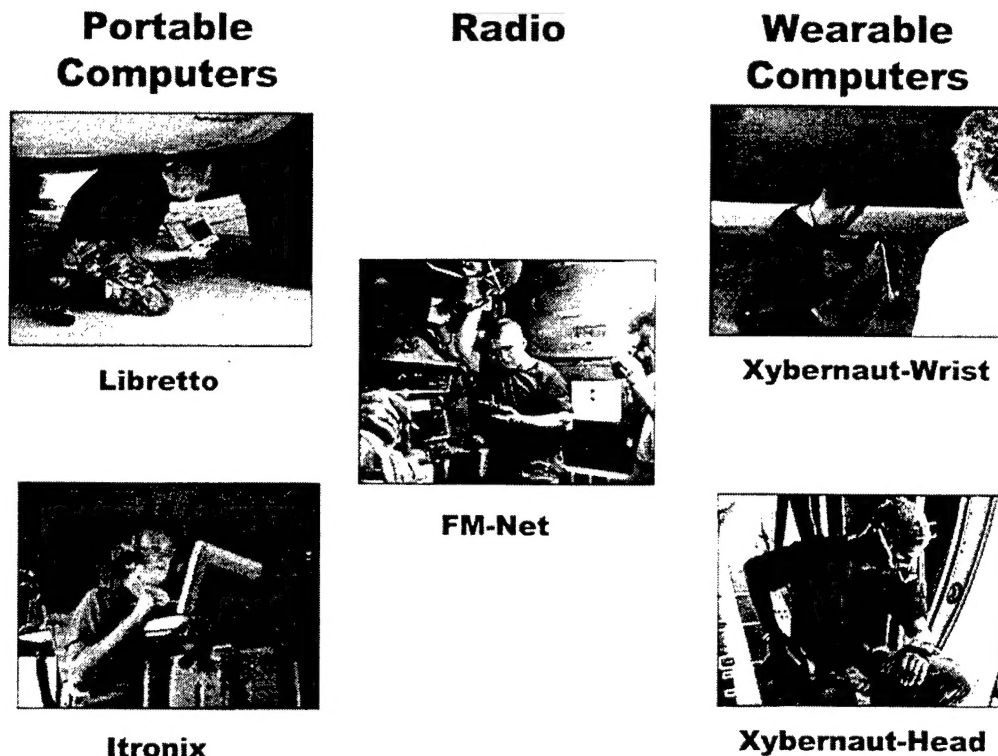 Portable
Computers
Radio
Wearable
Computers
Libretto
Xybernaut-Wrist
FM-Net
Itronix
Xybernaut-Head